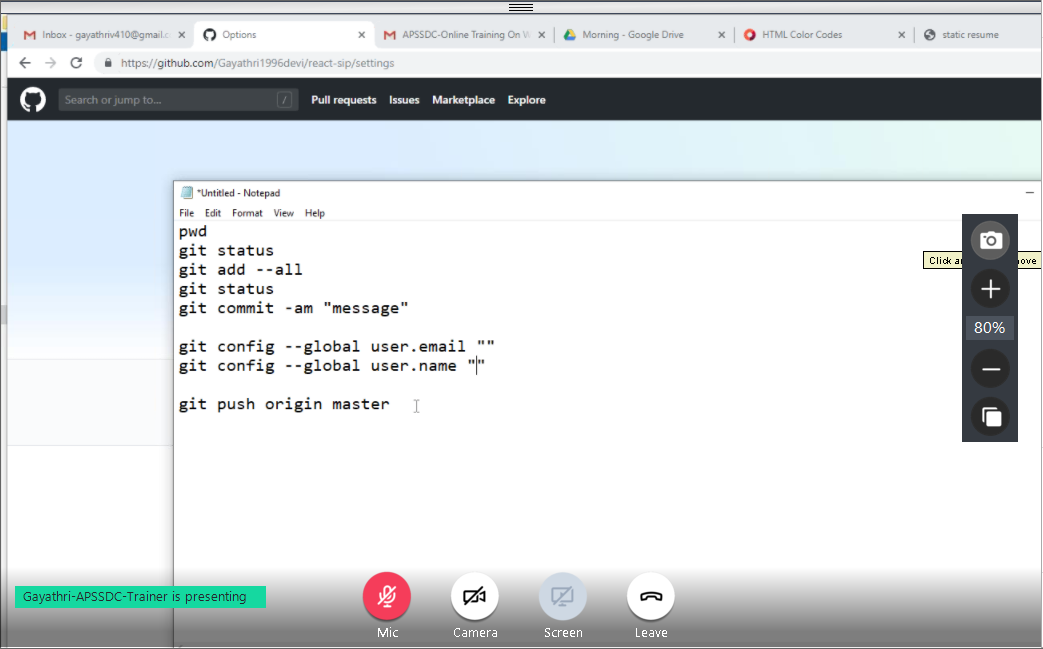 Inbox - gayathriv410@gmail.c
Options
APSSDC-Online Training On W
Morning - Google Drive
HTML Color Codes
static resume
https://github.com/Gayathri1996devi/react-sip/settings
Search or jump to...
/
Pull requests
Issues
Marketplace
Explore
*Untitled - Notepad
File Edit Format View Help
pwd
git status
git add --all
git status
git commit -am "message"
git config --global user.email ""
git config --global user.name ""
git push origin master
80%
Gayathri-APSSDC-Trainer is presenting
Mic
Camera
Screen
Leave